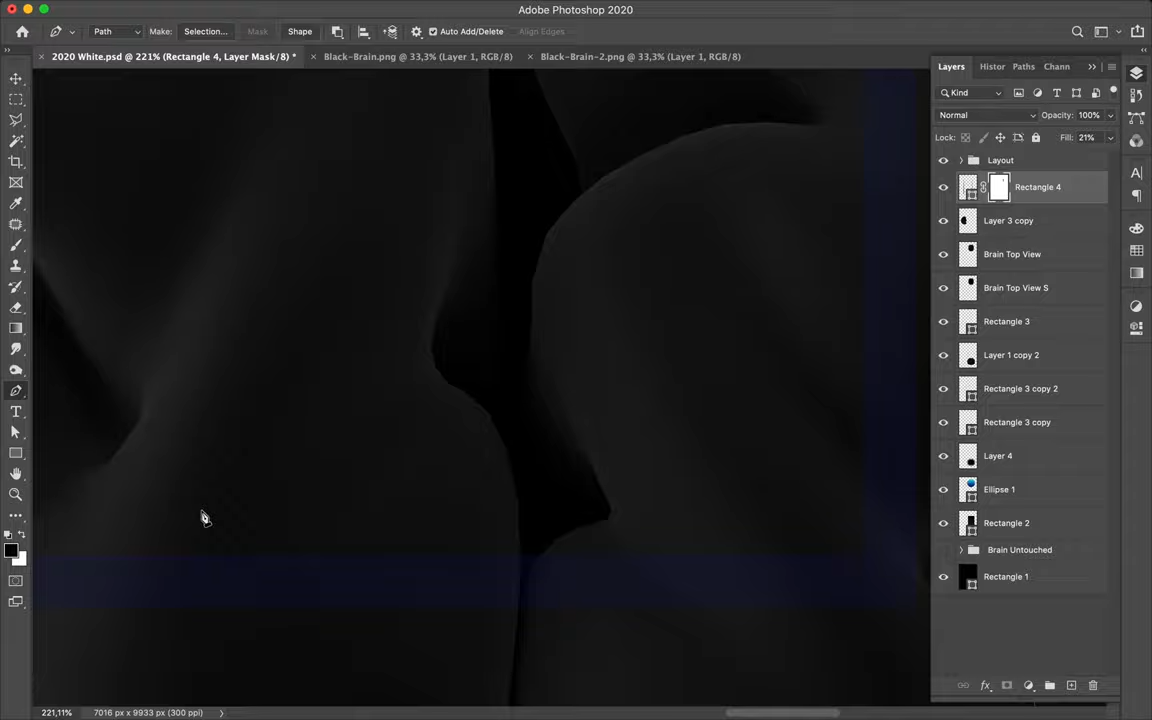 Adobe Photoshop 2020
Path Make: Selection... Mask Shape Auto Add/Delete Align Edges
× 2020 White.psd @ 221% (Rectangle 4, Layer Mask/8) * × Black-Brain.png @ 33,3% (Layer 1, RGB/8) × Black-Brain-2.png @ 33,3% (Layer 1, RGB/8)
Layers Histor Paths Chann
Kind
Normal Opacity: 100%
Lock: Fill: 21%
Layout
Rectangle 4
Layer 3 copy
Brain Top View
Brain Top View S
Rectangle 3
Layer 1 copy 2
Rectangle 3 copy 2
Rectangle 3 copy
Layer 4
Ellipse 1
Rectangle 2
Brain Untouched
Rectangle 1
fx
221,11% 7016 px x 9933 px (300 ppi)